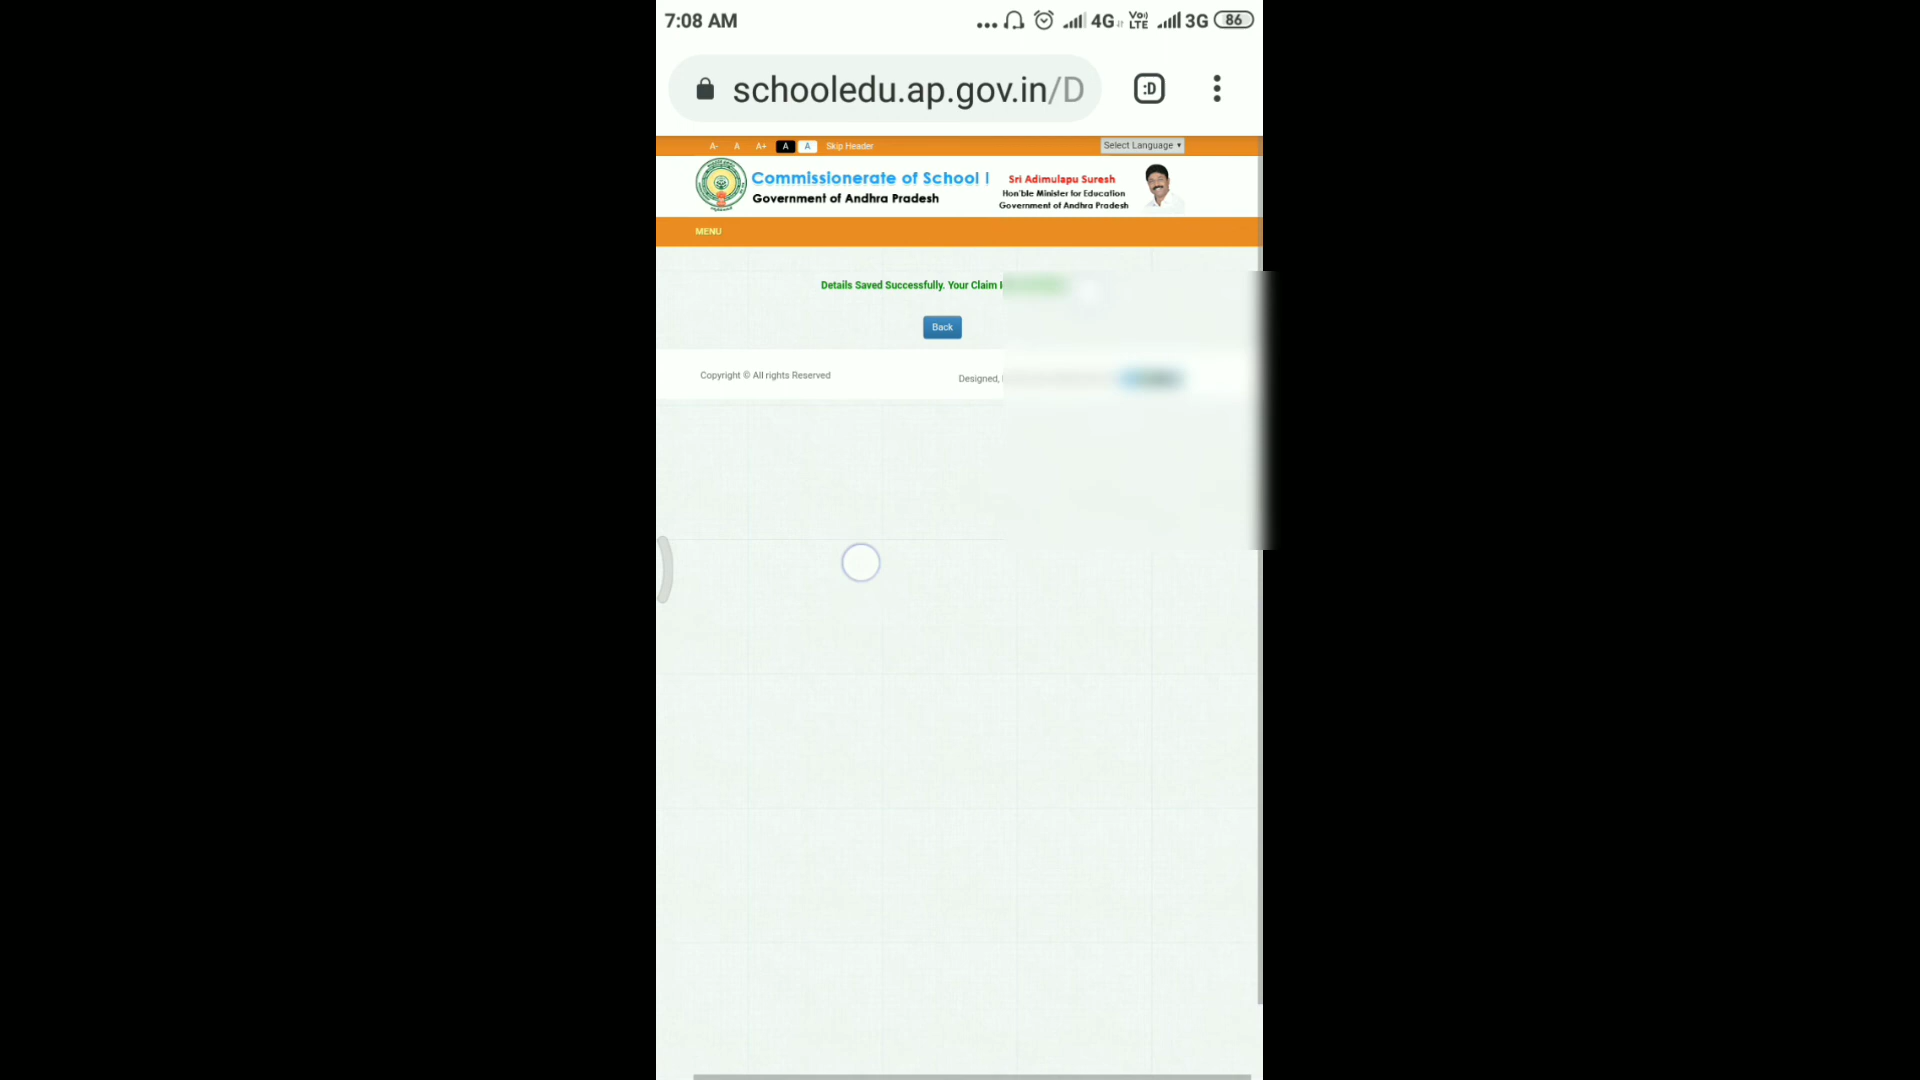 7:08 AM
4G Vo) LTE 3G 86
schooledu.ap.gov.in/D
:D
A- A A+ A A Skip Header Select Language
Commissionerate of School
Government of Andhra Pradesh
Sri Adimulapu Suresh
Hon'ble Minister for Education
Government of Andhra Pradesh
MENU
Details Saved Successfully. Your Claim
Back
Copyright © All rights Reserved
Designed,